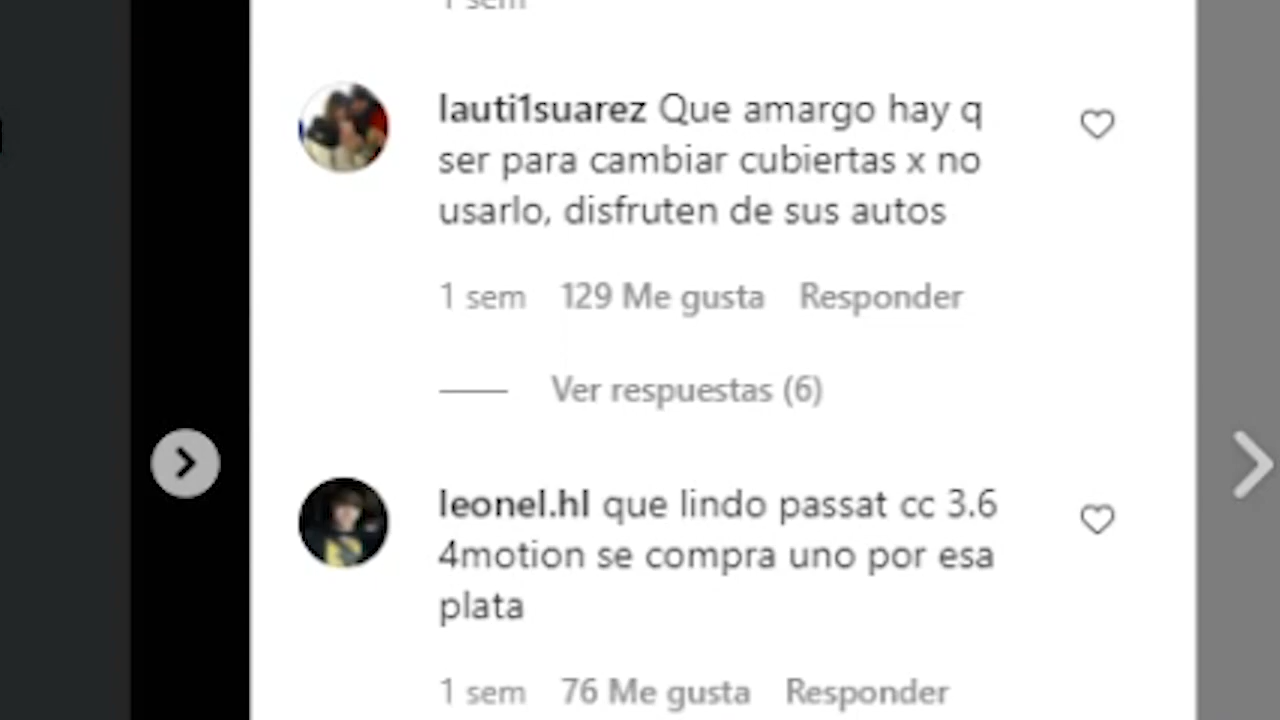 1 sem
lauti1suarez Que amargo hay q
ser para cambiar cubiertas x no
usarlo, disfruten de sus autos
1 sem 129 Me gusta Responder
Ver respuestas (6)
leonel.hl que lindo passat cc 3.6
4motion se compra uno por esa
plata
1 sem 76 Me gusta Responder